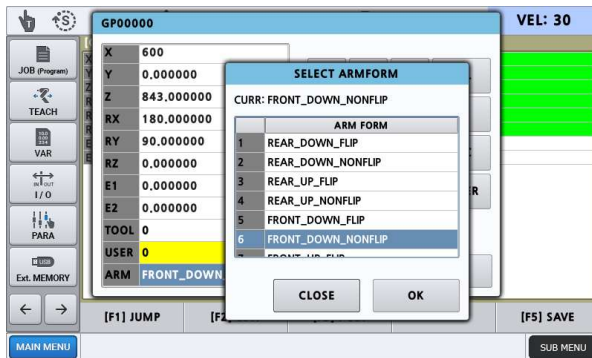 GP00000
VEL: 30
JOB (Program)
TEACH
VAR
IN OUT
I/O
PARA
USB
Ext. MEMORY
MAIN MENU
X 600
Y 0.000000
Z 843.000000
RX 180.000000
RY 90.000000
RZ 0.000000
E1 0.000000
E2 0.000000
TOOL 0
USER 0
ARM FRONT_DOWN
SELECT ARMFORM
CURR: FRONT_DOWN_NONFLIP
ARM FORM
1 REAR_DOWN_FLIP
2 REAR_DOWN_NONFLIP
3 REAR_UP_FLIP
4 REAR_UP_NONFLIP
5 FRONT_DOWN_FLIP
6 FRONT_DOWN_NONFLIP
CLOSE OK
[F1] JUMP
[F5] SAVE
SUB MENU